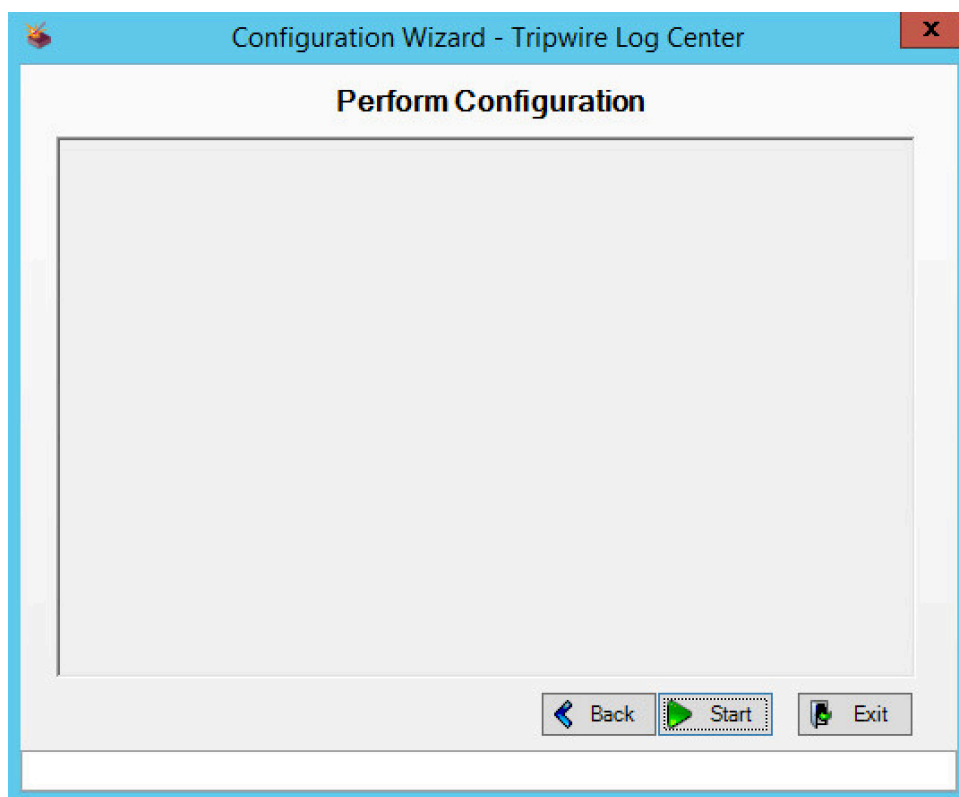 Configuration Wizard - Tripwire Log Center
x
Perform Configuration
Back
Start
Exit